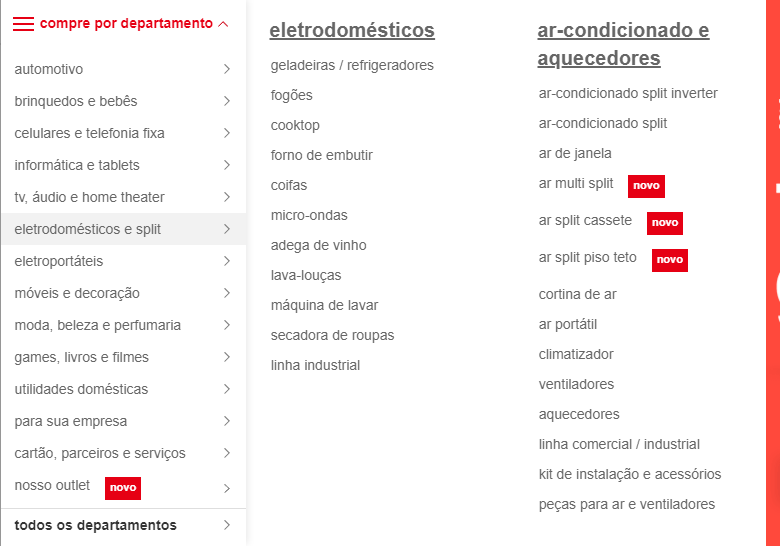 compre por departamento
automotivo
brinquedos e bebês
celulares e telefonia fixa
informática e tablets
tv, áudio e home theater
eletrodomésticos e split
eletroportáteis
móveis e decoração
moda, beleza e perfumaria
games, livros e filmes
utilidades domésticas
para sua empresa
cartão, parceiros e serviços
nosso outlet novo
todos os departamentos
eletrodomésticos
geladeiras / refrigeradores
fogões
cooktop
forno de embutir
coifas
micro-ondas
adega de vinho
lava-louças
máquina de lavar
secadora de roupas
linha industrial
ar-condicionado e
aquecedores
ar-condicionado split inverter
ar-condicionado split
ar de janela
ar multi split novo
ar split cassete novo
ar split piso teto novo
cortina de ar
ar portátil
climatizador
ventiladores
aquecedores
linha comercial / industrial
kit de instalação e acessórios
peças para ar e ventiladores